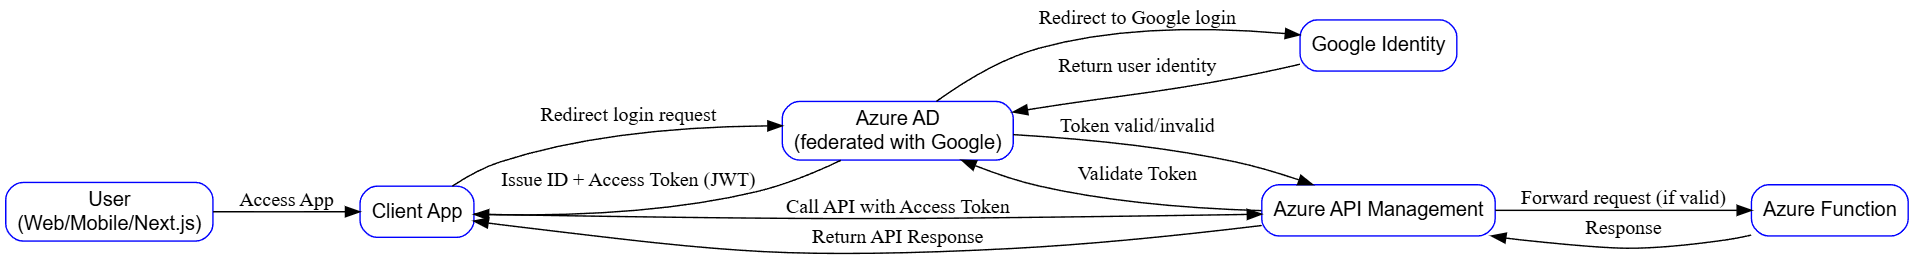 Redirect to Google login
Google Identity
Return user identity
Redirect login request
Azure AD
(federated with Google)
Token valid/invalid
Issue ID + Access Token (JWT)
Validate Token
User
(Web/Mobile/Next.js)
Access App
Client App
Call API with Access Token
Azure API Management
Forward request (if valid)
Azure Function
Return API Response
Response